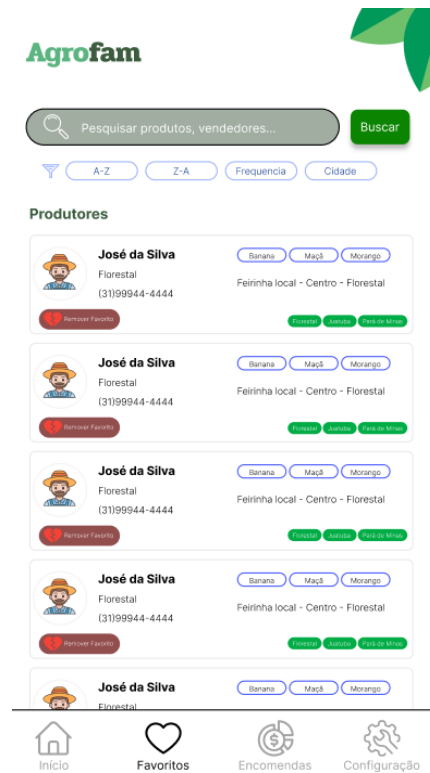 Agrofam
Pesquisar produtos, vendedores...
Buscar
A-Z
Z-A
Frequencia
Cidade
Produtores
José da Silva
Florestal
(31)99944-4444
Remover Favorito
Banana
Maçã
Morango
Feirinha local - Centro - Florestal
Florestal
Juatuba
Pará de Minas
José da Silva
Florestal
(31)99944-4444
Remover Favorito
Banana
Maçã
Morango
Feirinha local - Centro - Florestal
Florestal
Juatuba
Pará de Minas
José da Silva
Florestal
(31)99944-4444
Remover Favorito
Banana
Maçã
Morango
Feirinha local - Centro - Florestal
Florestal
Juatuba
Pará de Minas
José da Silva
Florestal
(31)99944-4444
Remover Favorito
Banana
Maçã
Morango
Feirinha local - Centro - Florestal
Florestal
Juatuba
Pará de Minas
José da Silva
Florestal
Banana
Maçã
Morango
Início
Favoritos
Encomendas
Configuração